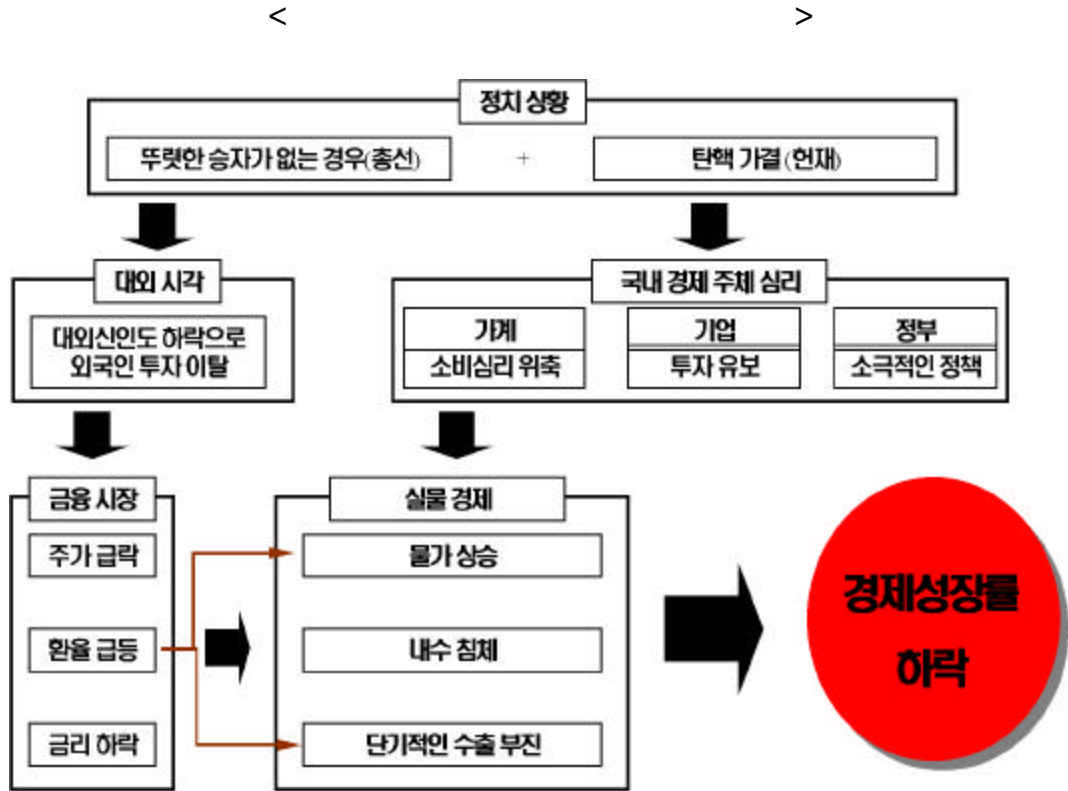 < >
정치 상황
뚜렷한 승자가 없는 경우(총선) + 탄핵 가결 (헌재)
대외 시각
대외신인도 하락으로
외국인 투자 이탈
국내 경제 주체 심리
가계
소비심리 위축
기업
투자 유보
정부
소극적인 정책
금융 시장
주가 급락
환율 급등
금리 하락
실물 경제
물가 상승
내수 침체
단기적인 수출 부진
경제성장률
하락